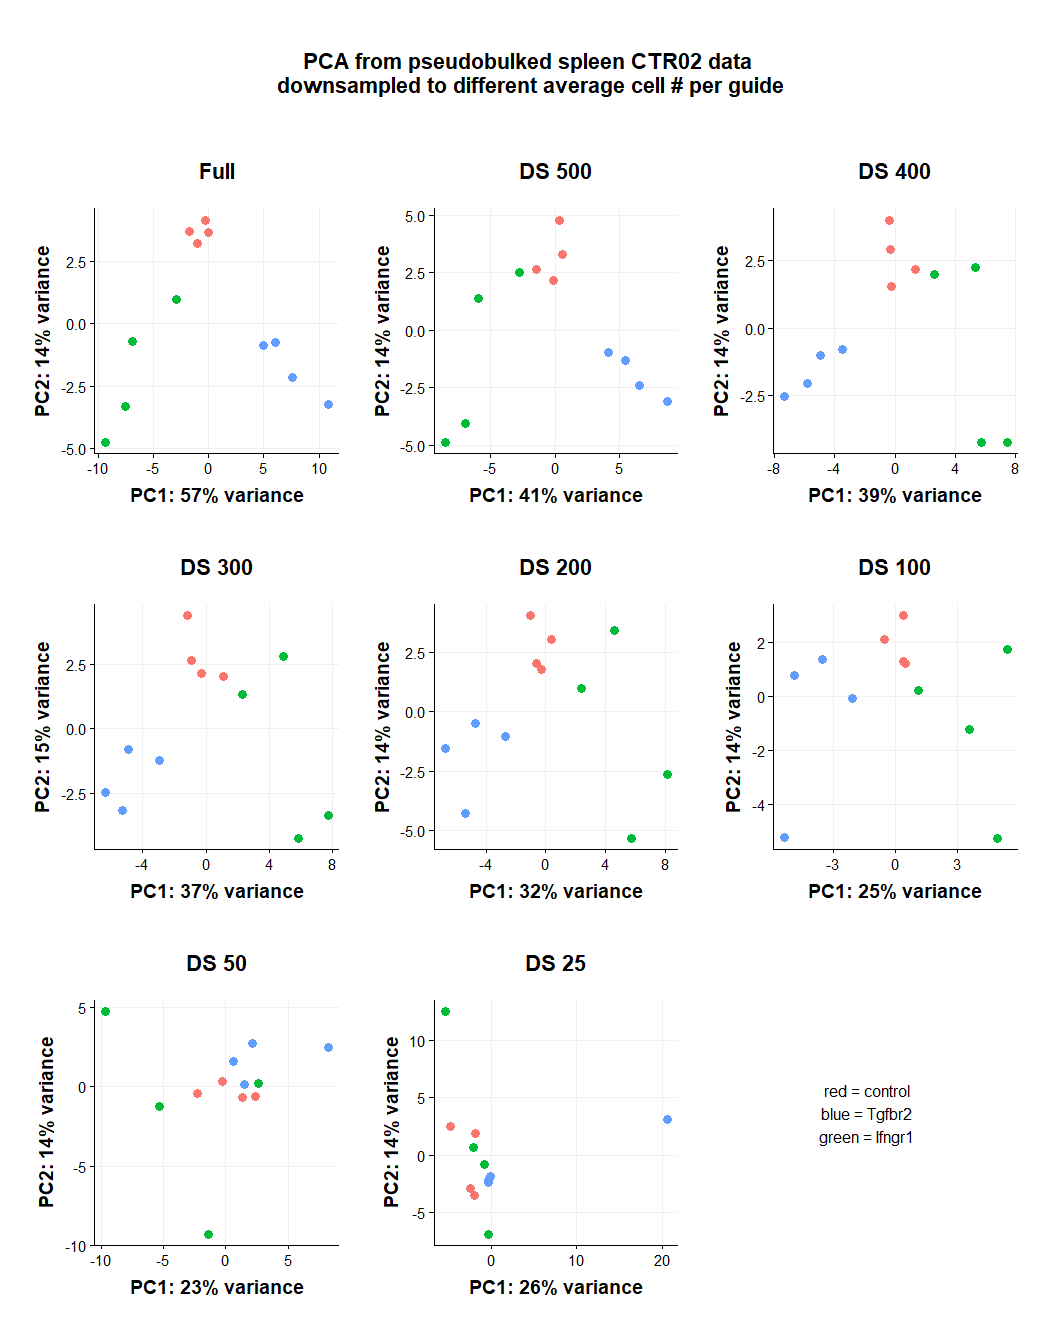 PCA from pseudobulked spleen CTR02 data
downsampled to different average cell # per guide
Full
DS 500
DS 400
PC2: 14% variance
2.5
0.0
-2.5
-5.0
-10
-5
0
5
10
PC1: 57% variance
PC2: 14% variance
5.0
2.5
0.0
-2.5
-5.0
-5
0
5
PC1: 41% variance
PC2: 14% variance
2.5
0.0
-2.5
-8
-4
0
4
8
PC1: 39% variance
DS 300
DS 200
DS 100
PC2: 15% variance
2.5
0.0
-2.5
-4
0
4
8
PC1: 37% variance
PC2: 14% variance
2.5
0.0
-2.5
-5.0
-4
0
4
8
PC1: 32% variance
PC2: 14% variance
2
0
-2
-4
-3
0
3
PC1: 25% variance
DS 50
DS 25
PC2: 14% variance
5
0
-5
-10
-10
-5
0
5
PC1: 23% variance
PC2: 14% variance
10
5
0
-5
0
10
20
PC1: 26% variance
red = control
blue = Tgfbr2
green = Ifngr1